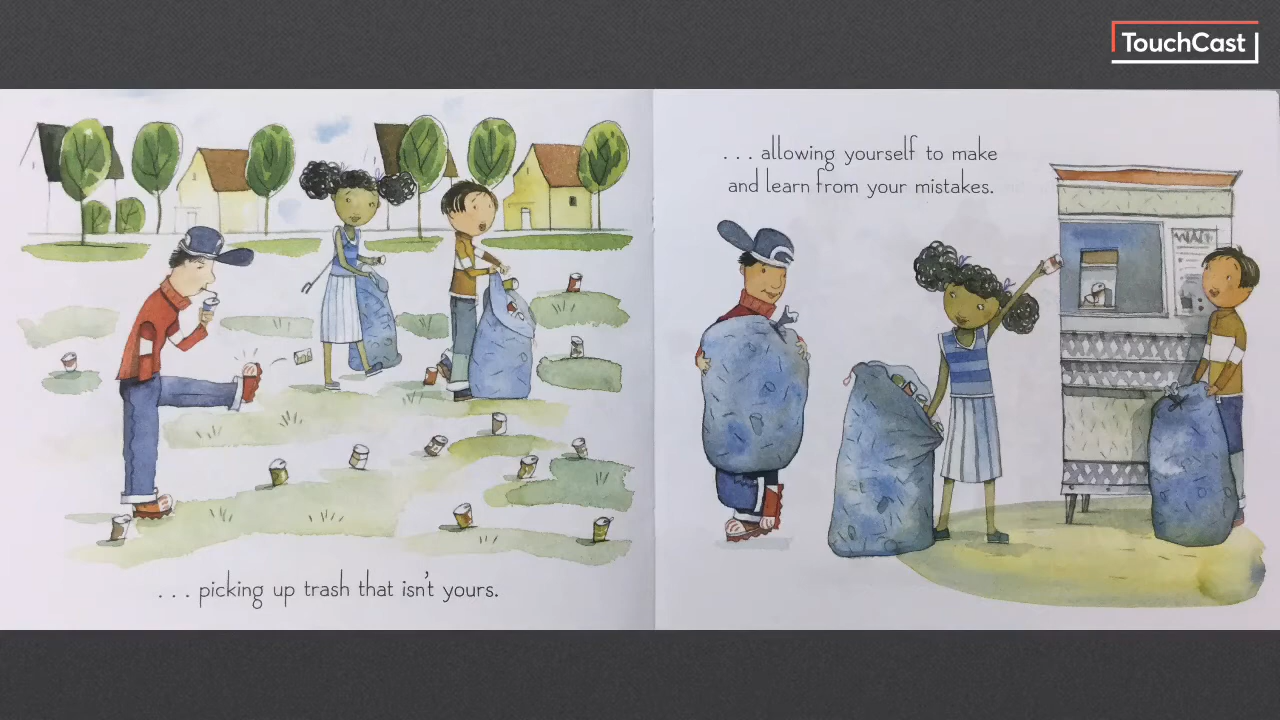 TouchCast
. . . picking up trash that isn't yours.
. . . allowing yourself to make
and learn from your mistakes.